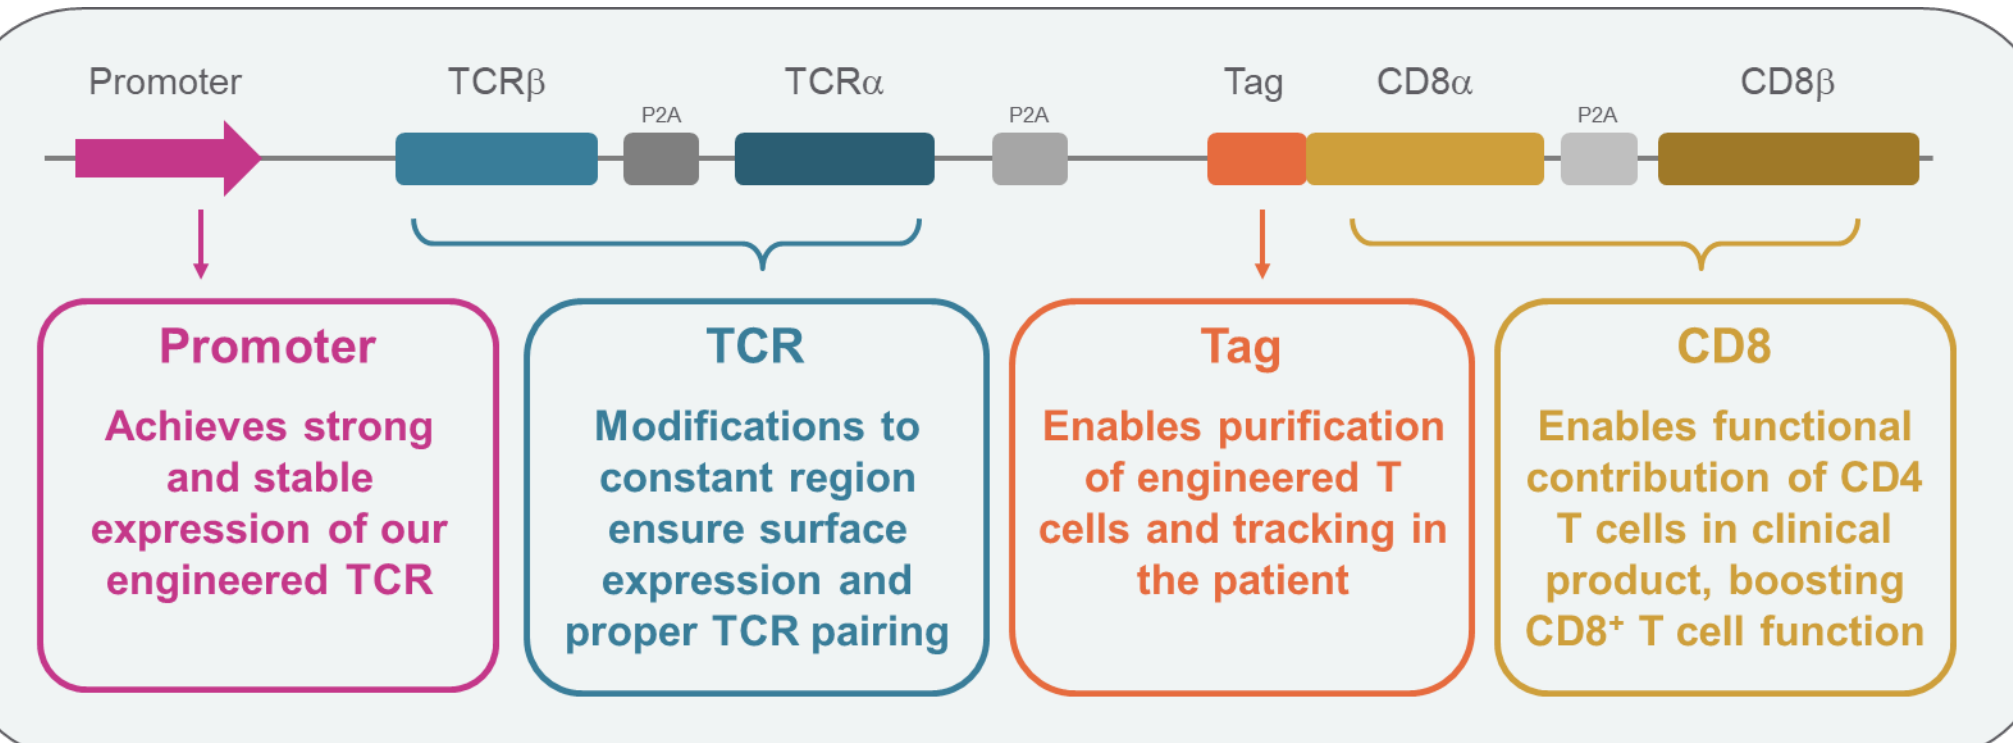 Promoter
TCRβ
P2A
TCRα
P2A
Tag
CD8α
P2A
CD8β
Promoter
Achieves strong
and stable
expression of our
engineered TCR
TCR
Modifications to
constant region
ensure surface
expression and
proper TCR pairing
Tag
Enables purification
of engineered T
cells and tracking in
the patient
CD8
Enables functional
contribution of CD4
T cells in clinical
product, boosting
CD8⁺ T cell function